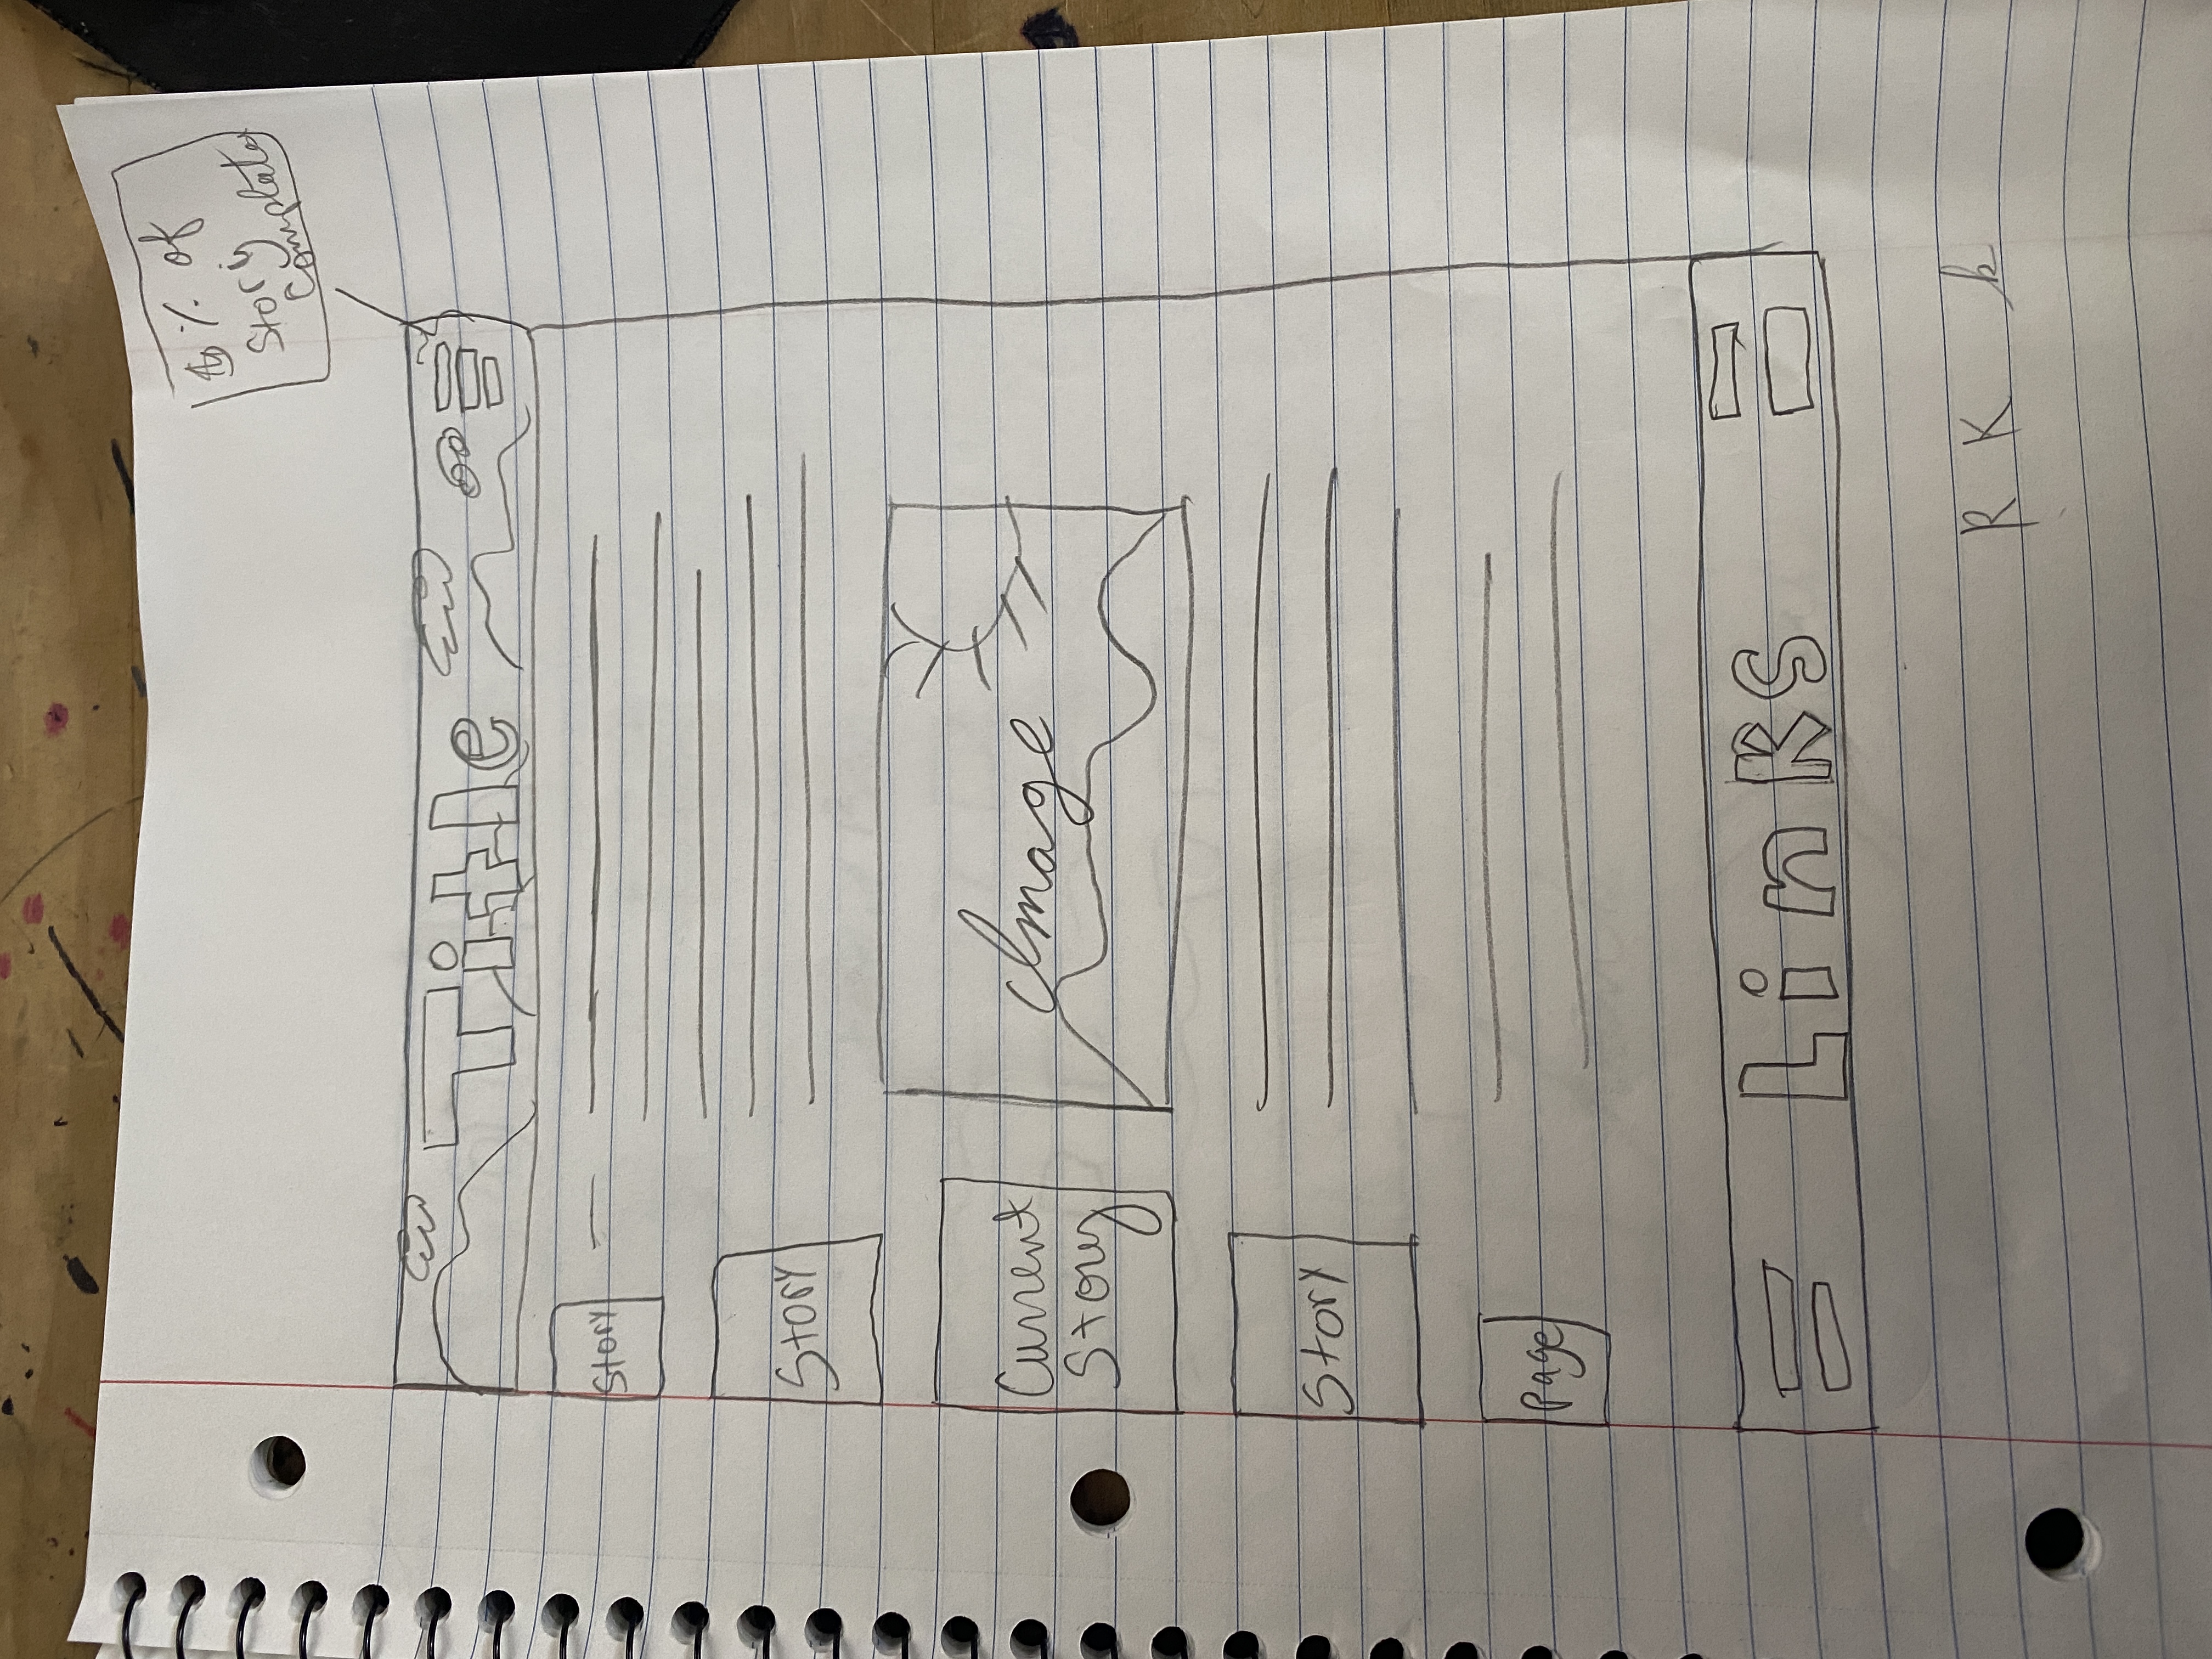 % of
Story
Complete
Title
Story
Story
Current
Story
Image
Story
Page
Links
R K k